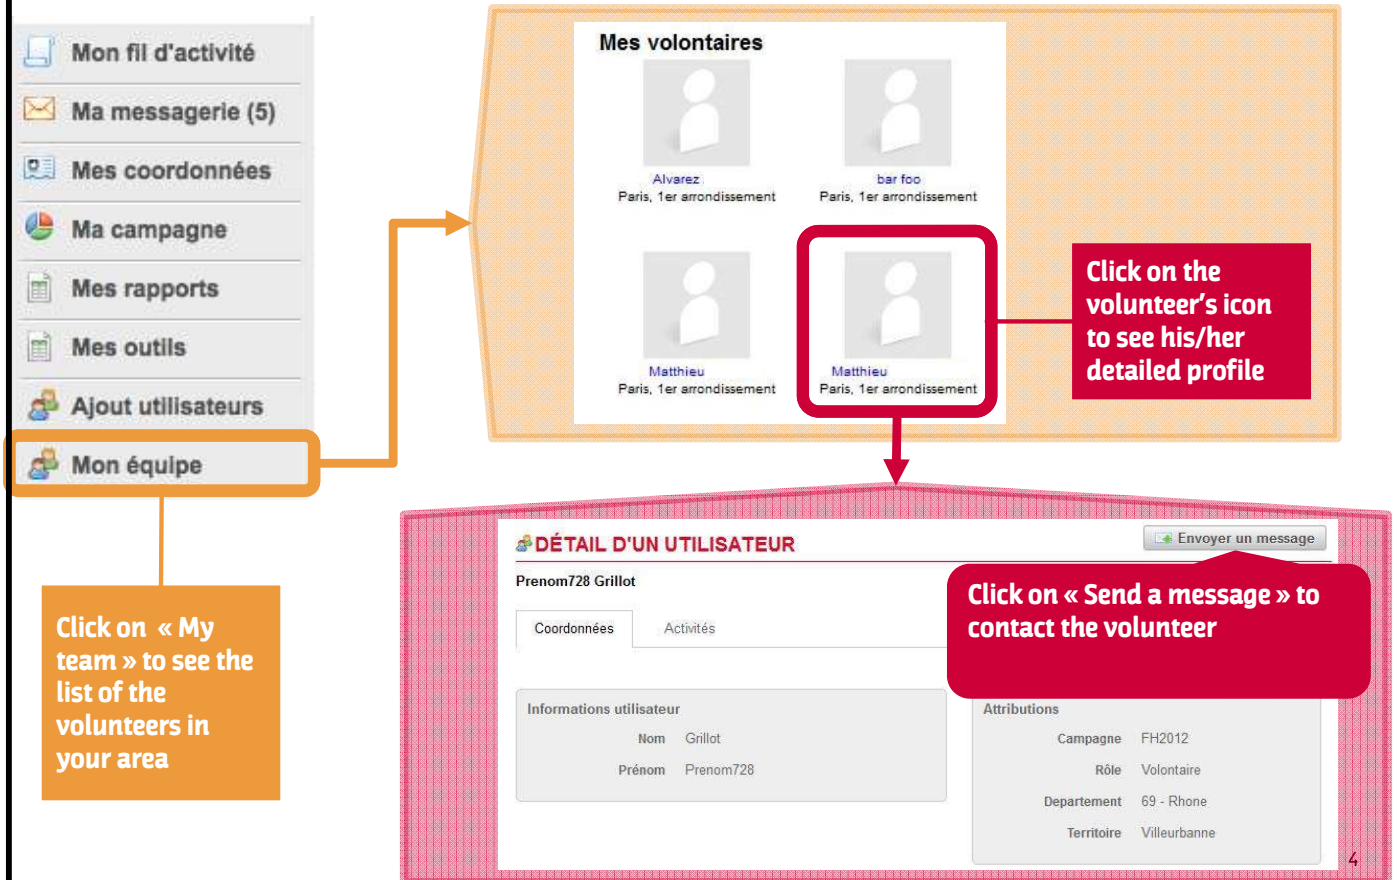 Mon fil d'activité
Ma messagerie (5)
Mes coordonnées
Ma campagne
Mes rapports
Mes outils
Ajout utilisateurs
Mon équipe
Click on « My
team » to see the
list of the
volunteers in
your area
Mes volontaires
Alvarez
Paris, 1er arrondissement
bar foo
Paris, 1er arrondissement
Matthieu
Paris, 1er arrondissement
Matthieu
Paris, 1er arrondissement
Click on the
volunteer's icon
to see his/her
detailed profile
DÉTAIL D'UN UTILISATEUR
Envoyer un message
Prenom728 Grillot
Click on « Send a message » to
contact the volunteer
Coordonnées Activités
Informations utilisateur
Nom Grillot
Prénom Prenom728
Attributions
Campagne FH2012
Rôle Volontaire
Departement 69 - Rhone
Territoire Villeurbanne
4